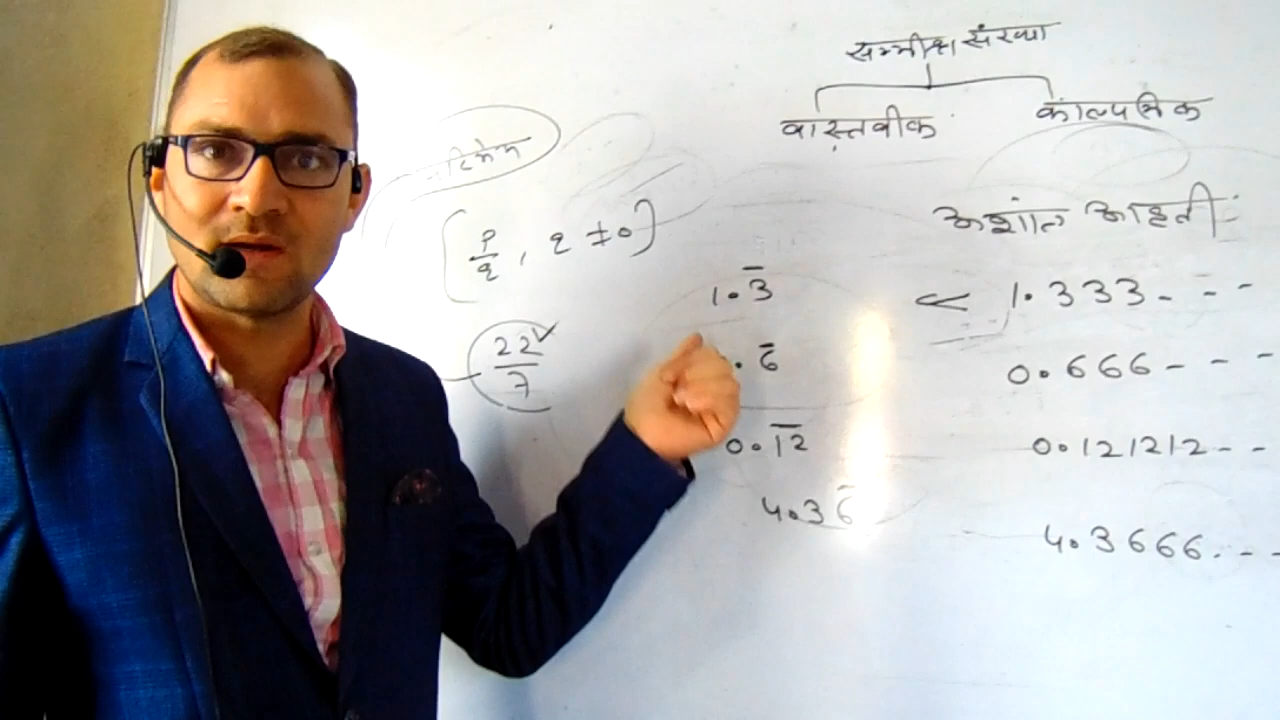 सम्मीश्र संख्या
वास्तवीक काल्पनिक
p/q, q ≠ 0
22/7 ✓
1.3̅ < 1.333---
.6̅ 0.666---
0.1̅2̅ 0.121212--
4.36̅ 4.3666.--